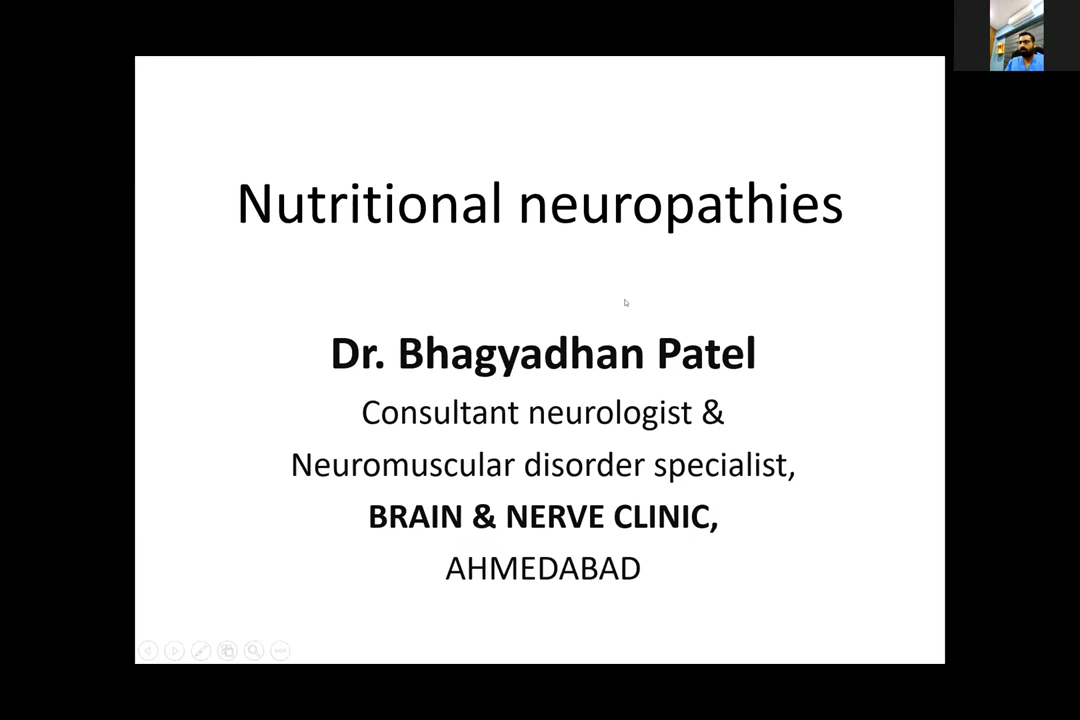 Nutritional neuropathies
Dr. Bhagyadhan Patel
Consultant neurologist &
Neuromuscular disorder specialist,
BRAIN & NERVE CLINIC,
AHMEDABAD